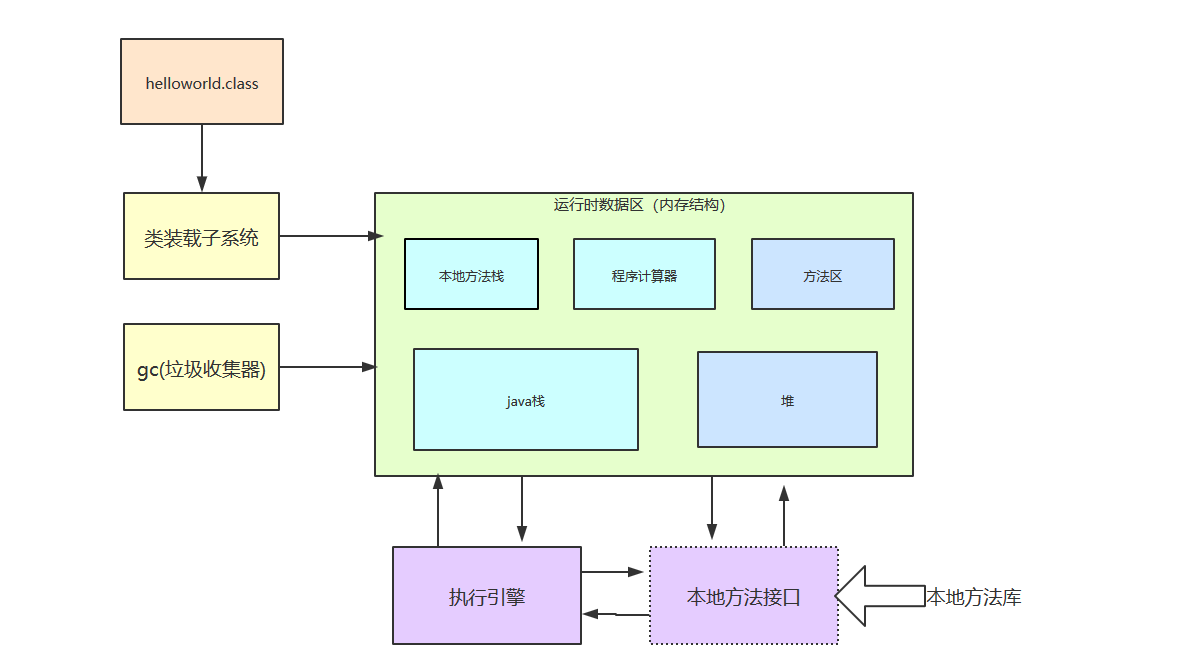 helloworld.class
类装载子系统
运行时数据区（内存结构）
本地方法栈
程序计算器
方法区
gc(垃圾收集器)
java栈
堆
执行引擎
本地方法接口
本地方法库